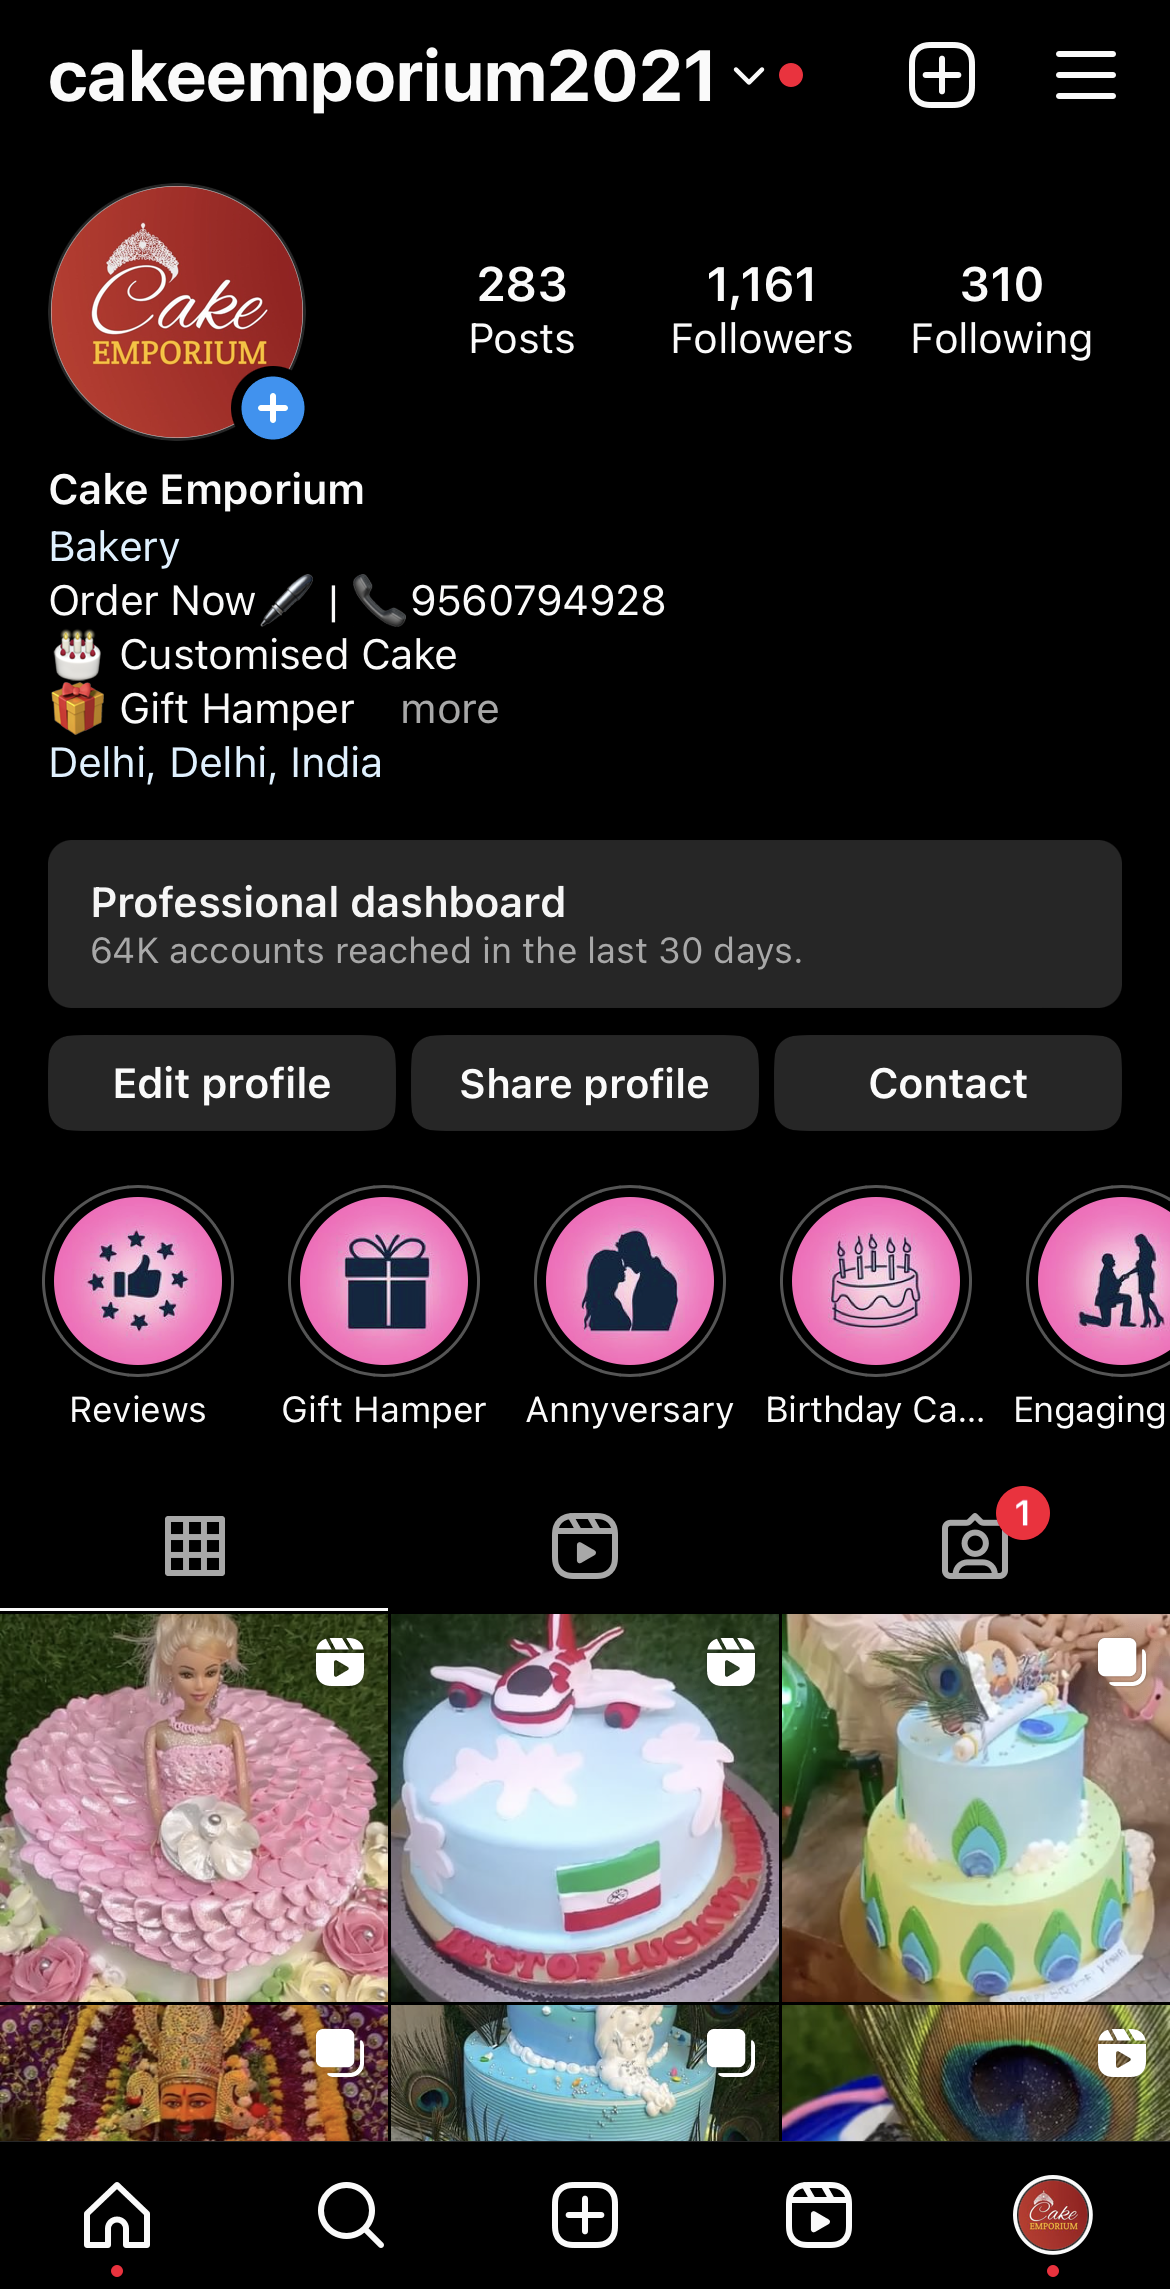 cakeemporium2021
Cake
EMPORIUM
283 1,161 310
Posts Followers Following
Cake Emporium
Bakery
Order Now🖋️ | 📞9560794928
🎂 Customised Cake
🎁 Gift Hamper more
Delhi, Delhi, India
Professional dashboard
64K accounts reached in the last 30 days.
Edit profile Share profile Contact
Reviews Gift Hamper Annyversary Birthday Ca... Engaging
1
BEST OF LUCK
Cake
EMPORIUM